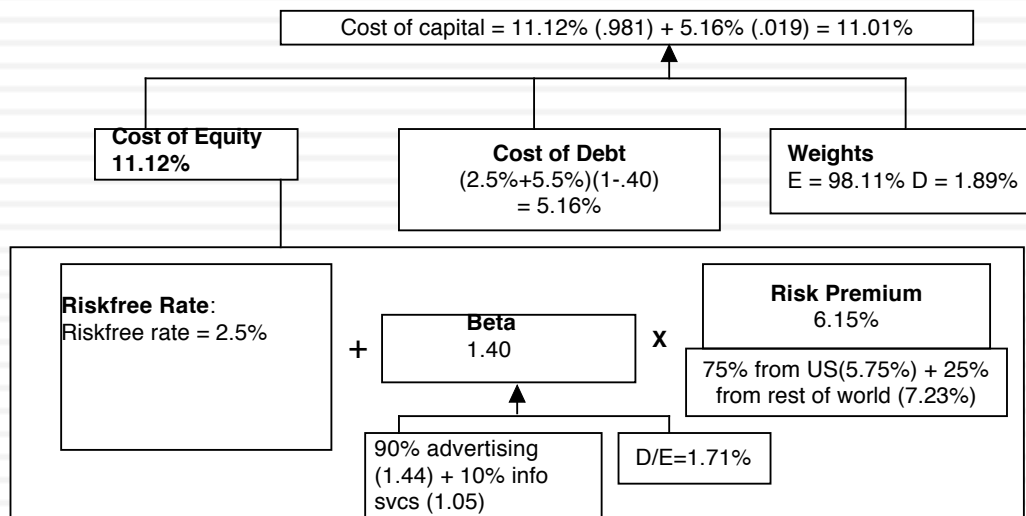 Cost of capital = 11.12% (.981) + 5.16% (.019) = 11.01%
Cost of Equity
11.12%
Cost of Debt
(2.5%+5.5%)(1-.40)
= 5.16%
Weights
E = 98.11% D = 1.89%
Riskfree Rate:
Riskfree rate = 2.5%
+
Beta
1.40
X
Risk Premium
6.15%
75% from US(5.75%) + 25%
from rest of world (7.23%)
90% advertising
(1.44) + 10% info
svcs (1.05)
D/E=1.71%